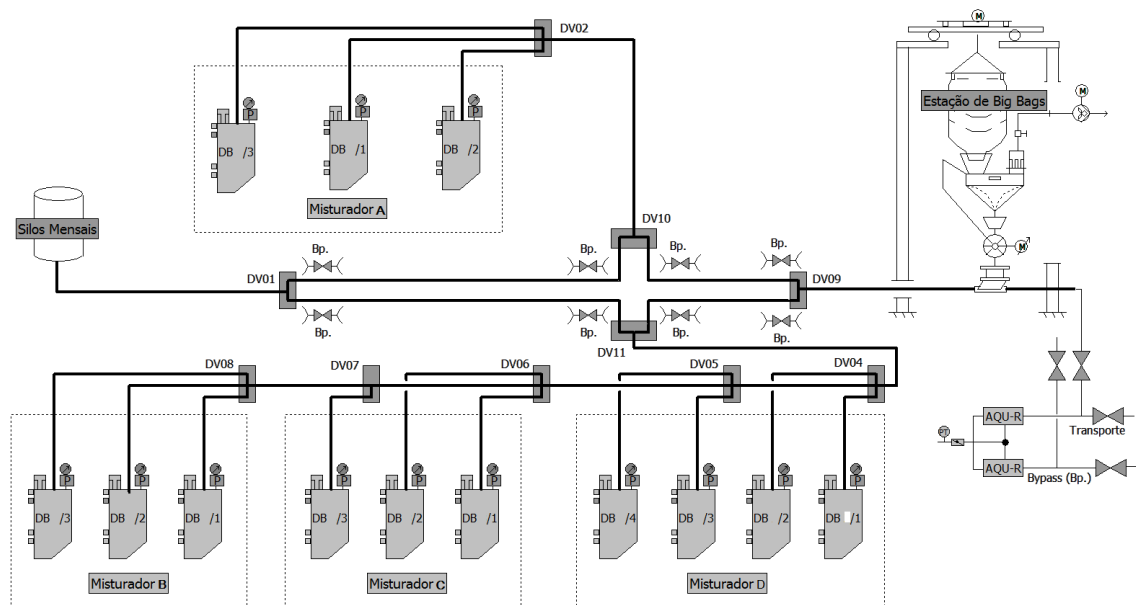 M
DV02
Estação de Big Bags
M
P
P
P
DB /3
DB /1
DB /2
Misturador A
Silos Mensais
DV10
M
Bp.
Bp.
Bp.
Bp.
DV01
DV09
Bp.
Bp.
Bp.
Bp.
DV11
DV08
DV07
DV06
DV05
DV04
AQU-R
Transporte
PT
AQU-R
Bypass (Bp.)
P
P
P
P
P
P
P
P
P
P
DB /3
DB /2
DB /1
DB /3
DB /2
DB /1
DB /4
DB /3
DB /2
DB /1
Misturador B
Misturador C
Misturador D